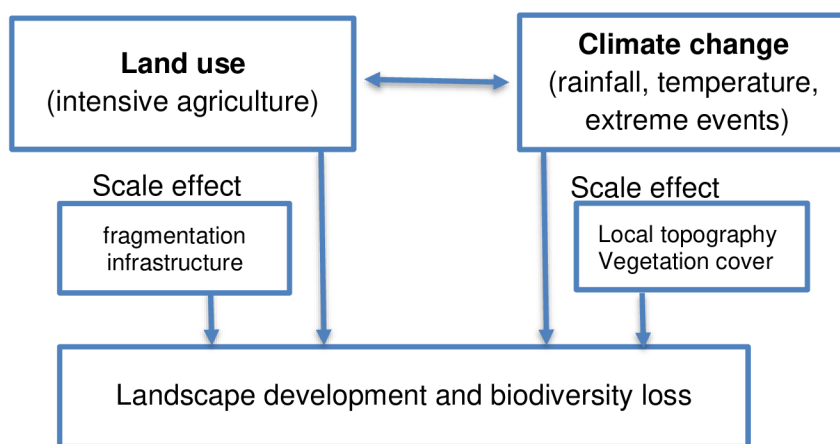 Land use
(intensive agriculture)
Climate change
(rainfall, temperature,
extreme events)
Scale effect
fragmentation
infrastructure
Scale effect
Local topography
Vegetation cover
Landscape development and biodiversity loss